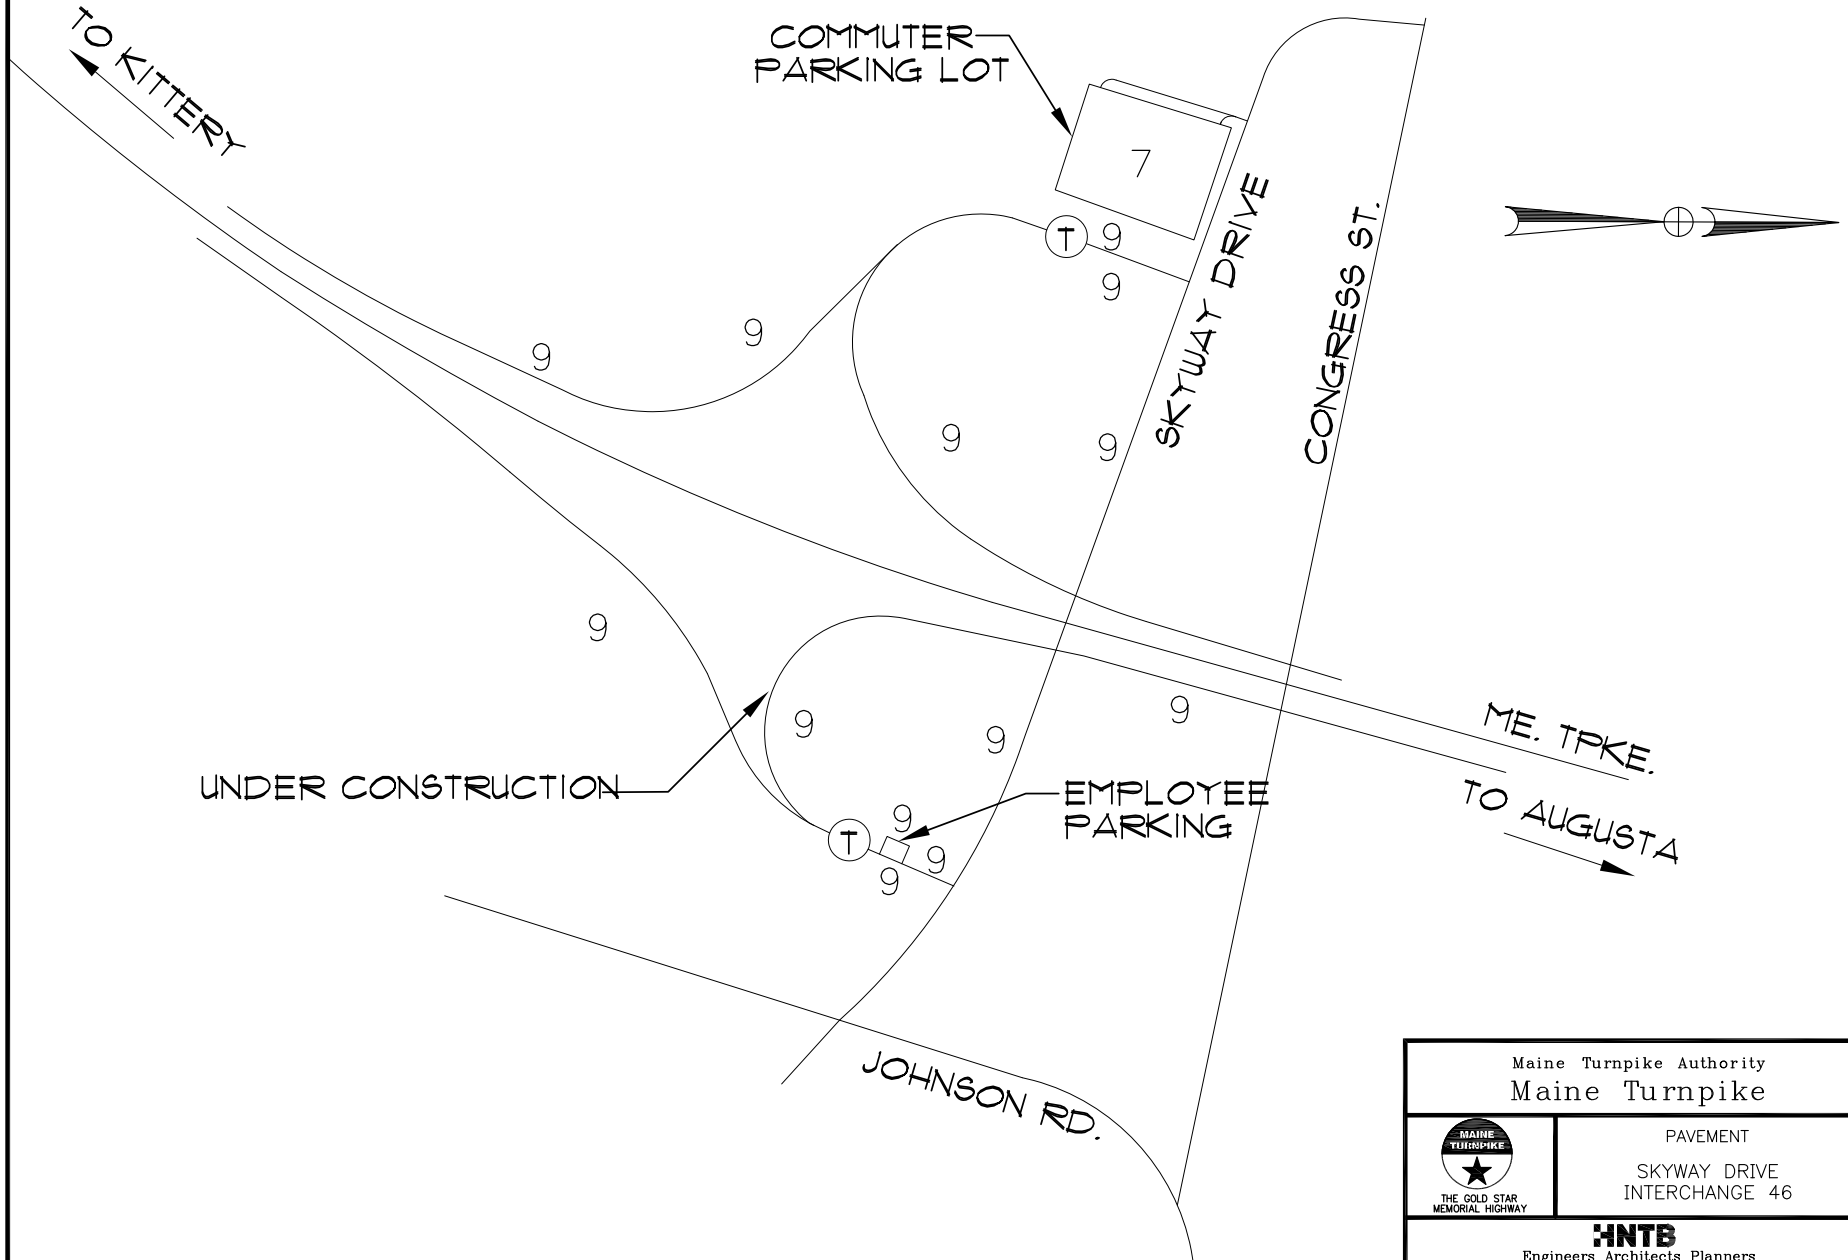 TO KITTERY
COMMUTER
PARKING LOT
7
T
9
9
SKYWAY DRIVE
CONGRESS ST.
9
9
9
9
9
9
9
9
ME. TPKE.
TO AUGUSTA
UNDER CONSTRUCTION
EMPLOYEE
PARKING
9
T
9
9
JOHNSON RD.
Maine Turnpike Authority
Maine Turnpike
MAINE
TURNPIKE
THE GOLD STAR
MEMORIAL HIGHWAY
PAVEMENT
SKYWAY DRIVE
INTERCHANGE 46
HNTB
Engineers Architects Planners